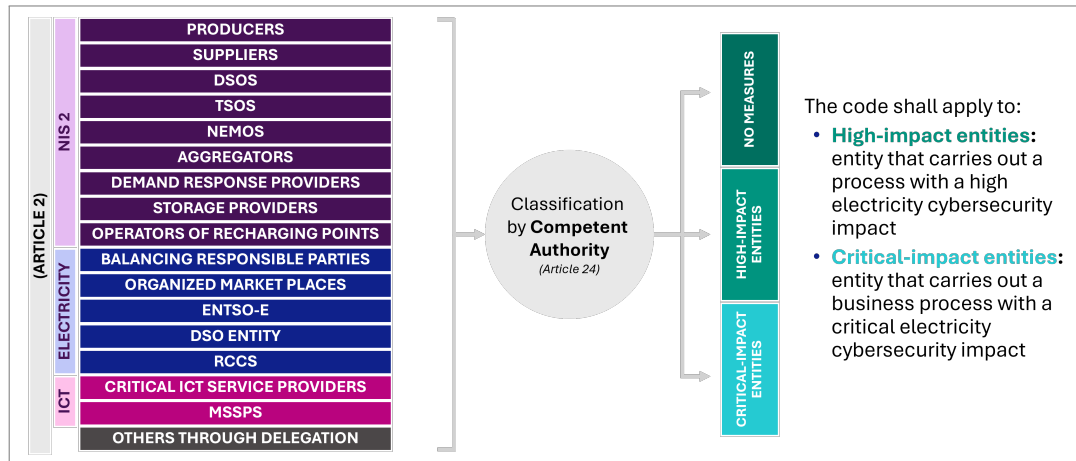 (ARTICLE 2)
NIS 2
PRODUCERS
SUPPLIERS
DSOS
TSOS
NEMOS
AGGREGATORS
DEMAND RESPONSE PROVIDERS
STORAGE PROVIDERS
OPERATORS OF RECHARGING POINTS
ELECTRICITY
BALANCING RESPONSIBLE PARTIES
ORGANIZED MARKET PLACES
ENTSO-E
DSO ENTITY
RCCS
ICT
CRITICAL ICT SERVICE PROVIDERS
MSSPS
OTHERS THROUGH DELEGATION
Classification
by Competent
Authority
(Article 24)
NO MEASURES
HIGH-IMPACT
ENTITIES
CRITICAL-IMPACT
ENTITIES
The code shall apply to:
• High-impact entities:
entity that carries out a
process with a high
electricity cybersecurity
impact
• Critical-impact entities:
entity that carries out a
business process with a
critical electricity
cybersecurity impact